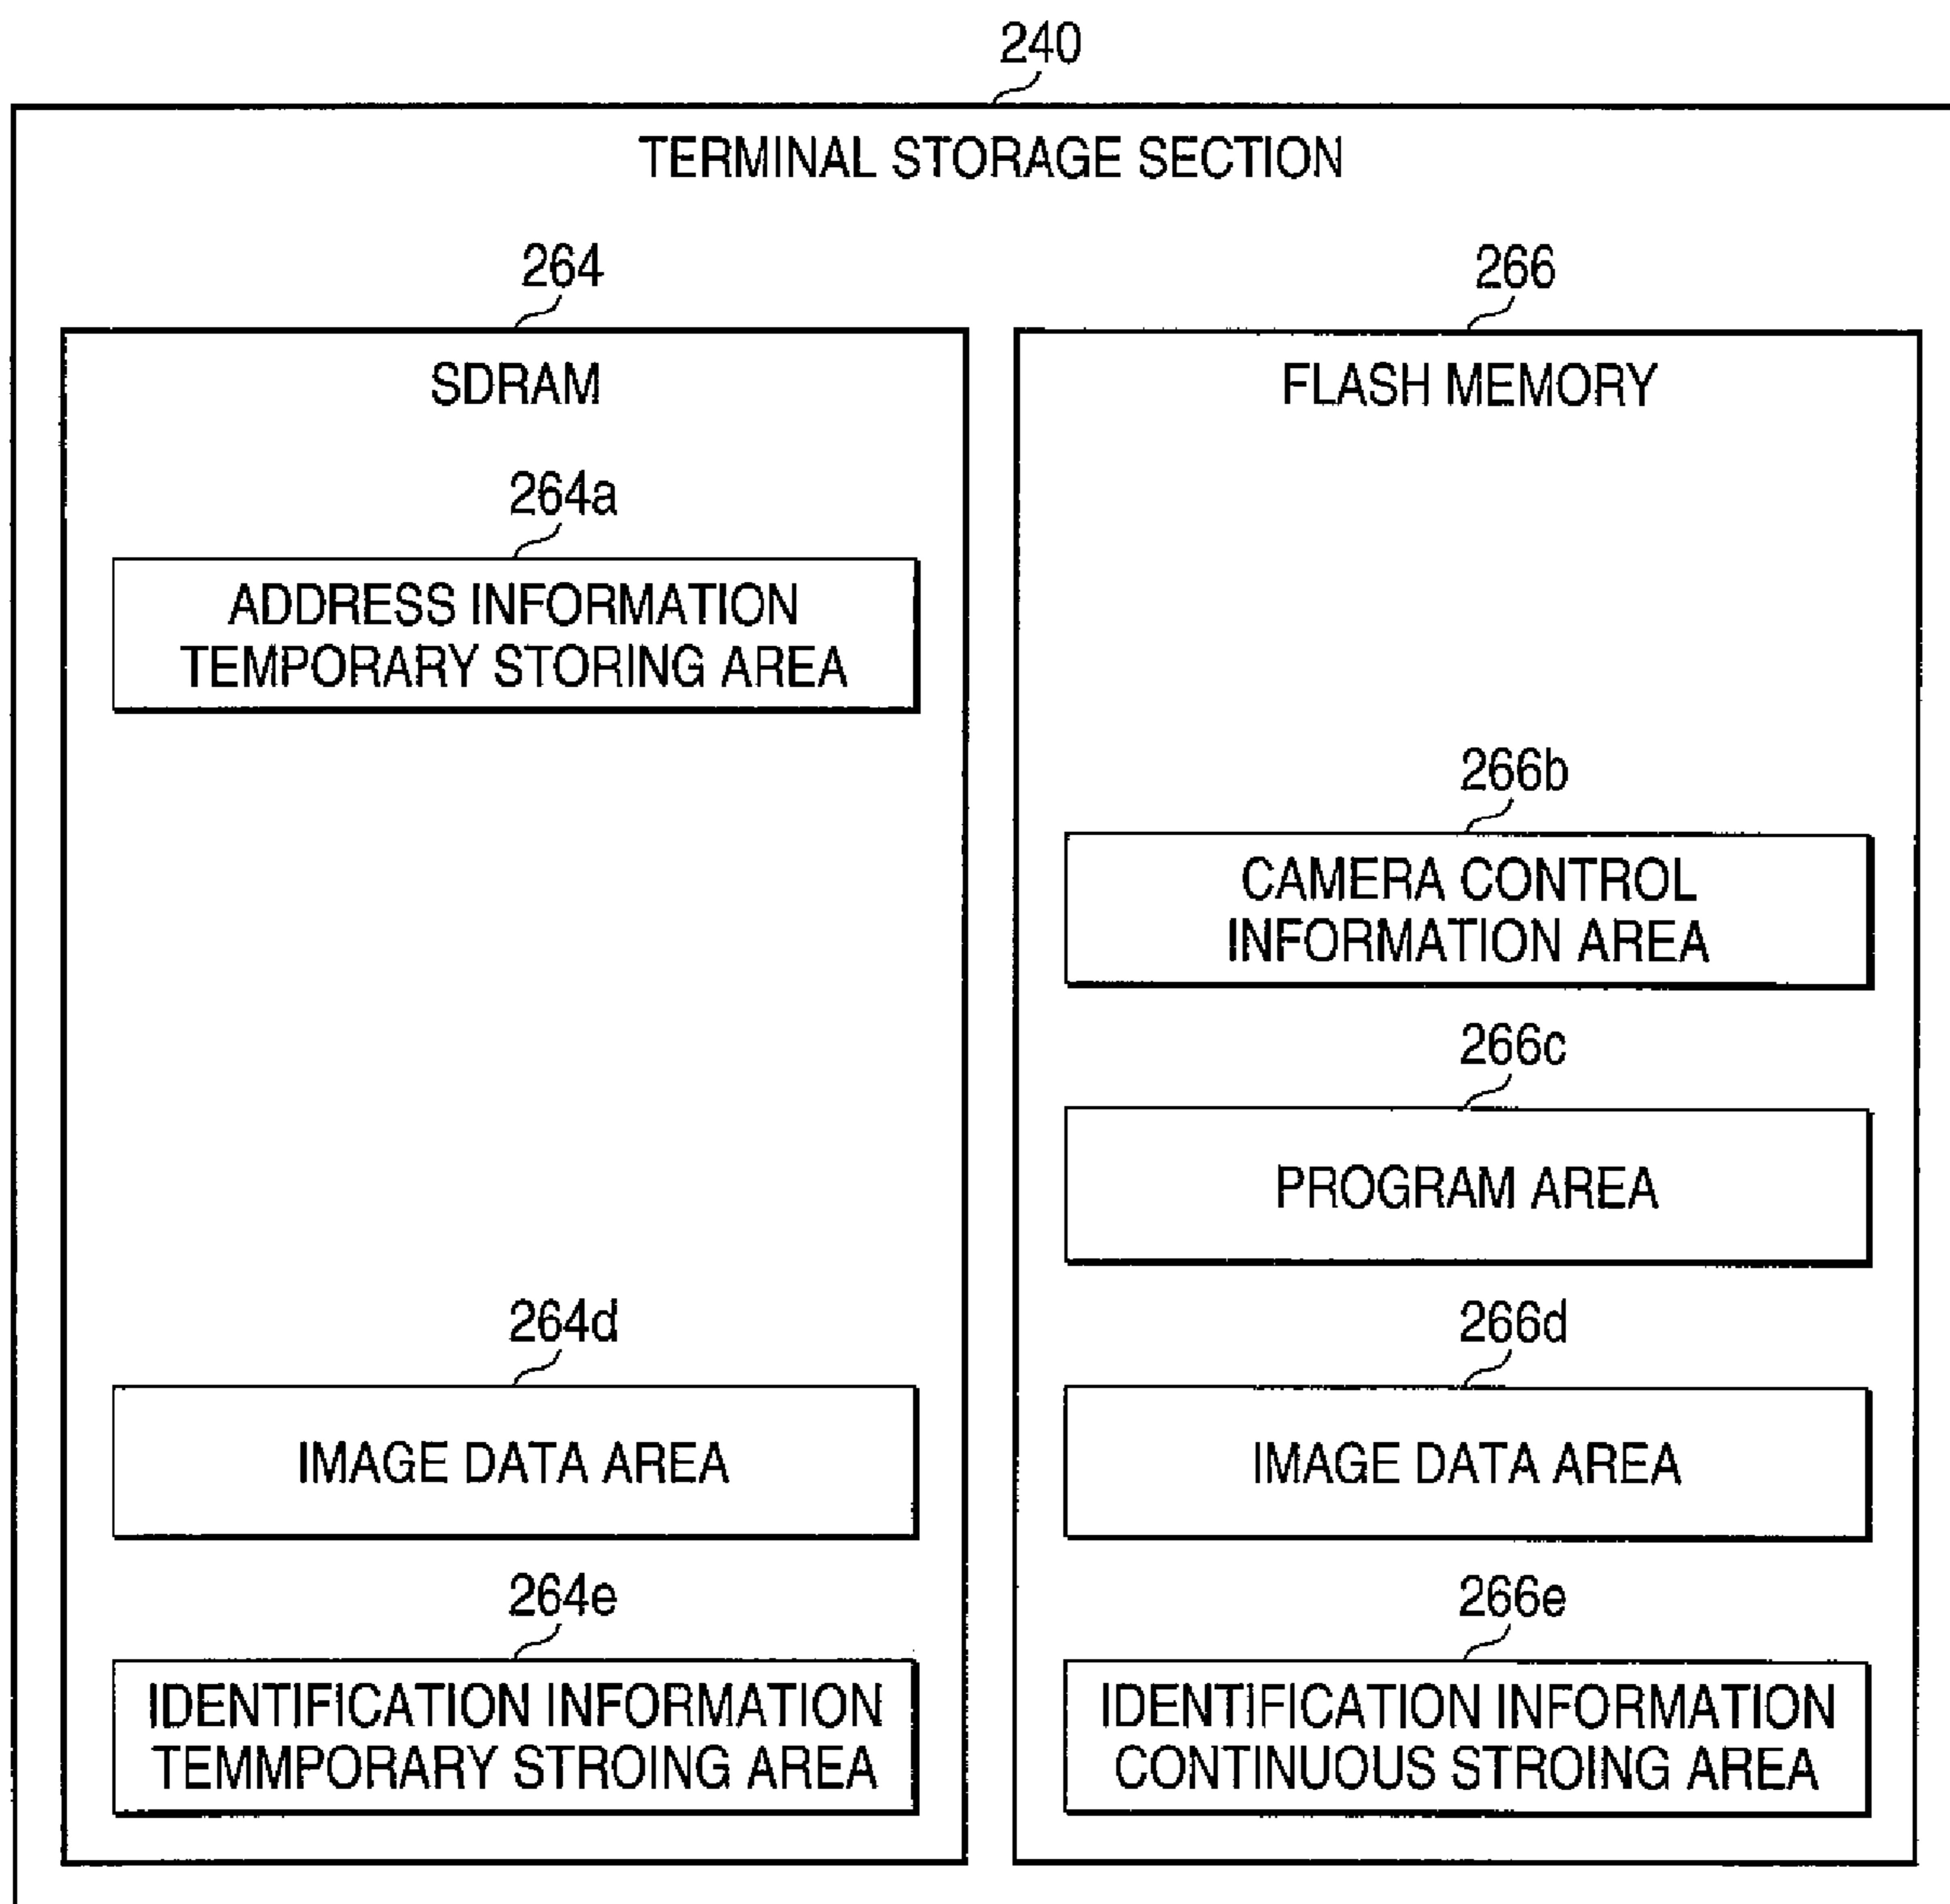 240
TERMINAL STORAGE SECTION
264
SDRAM
264a
ADDRESS INFORMATION
TEMPORARY STORING AREA
264d
IMAGE DATA AREA
264e
IDENTIFICATION INFORMATION
TEMMPORARY STROING AREA
266
FLASH MEMORY
266b
CAMERA CONTROL
INFORMATION AREA
266c
PROGRAM AREA
266d
IMAGE DATA AREA
266e
IDENTIFICATION INFORMATION
CONTINUOUS STROING AREA